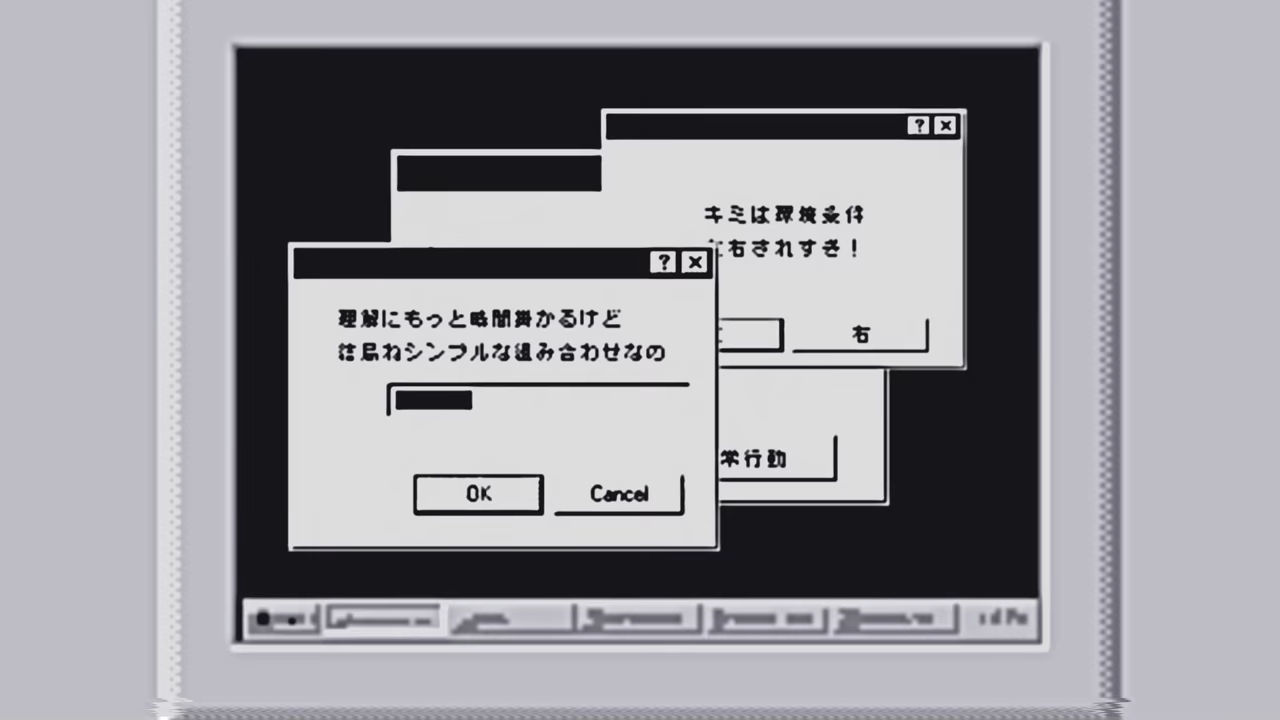 キミは環境条件
左右されすぎ!
右
理解にもっと時間掛かるけど
結局ねシンプルな組み合わせなの
常行動
OK
Cancel